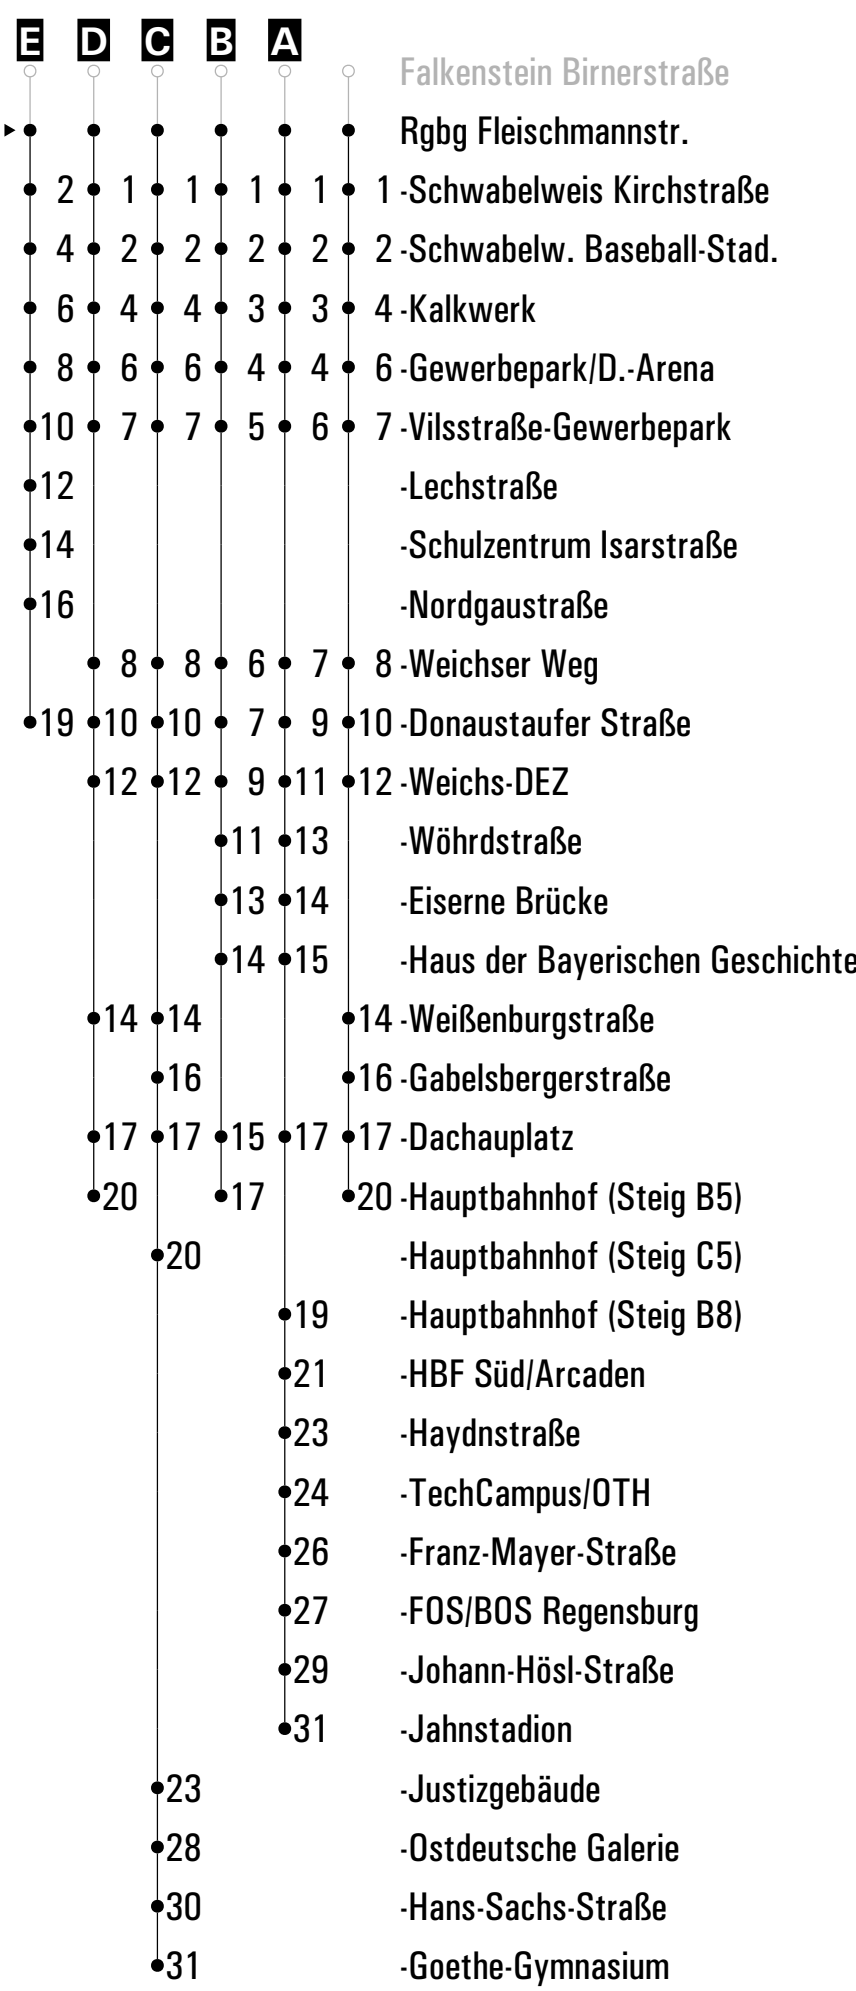 E D C B A
Falkenstein Birnerstraße
Rgbg Fleischmannstr.
2 1 1 1 1 1 -Schwabelweis Kirchstraße
4 2 2 2 2 2 -Schwabelw. Baseball-Stad.
6 4 4 3 3 4 -Kalkwerk
8 6 6 4 4 6 -Gewerbepark/D.-Arena
10 7 7 5 6 7 -Vilsstraße-Gewerbepark
12 -Lechstraße
14 -Schulzentrum Isarstraße
16 -Nordgaustraße
8 8 6 7 8 -Weichser Weg
19 10 10 7 9 10 -Donaustaufer Straße
12 12 9 11 12 -Weichs-DEZ
11 13 -Wöhrdstraße
13 14 -Eiserne Brücke
14 15 -Haus der Bayerischen Geschichte
14 14 14 -Weißenburgstraße
16 16 -Gabelsbergerstraße
17 17 15 17 17 -Dachauplatz
20 17 20 -Hauptbahnhof (Steig B5)
20 -Hauptbahnhof (Steig C5)
19 -Hauptbahnhof (Steig B8)
21 -HBF Süd/Arcaden
23 -Haydnstraße
24 -TechCampus/OTH
26 -Franz-Mayer-Straße
27 -FOS/BOS Regensburg
29 -Johann-Hösl-Straße
31 -Jahnstadion
23 -Justizgebäude
28 -Ostdeutsche Galerie
30 -Hans-Sachs-Straße
31 -Goethe-Gymnasium